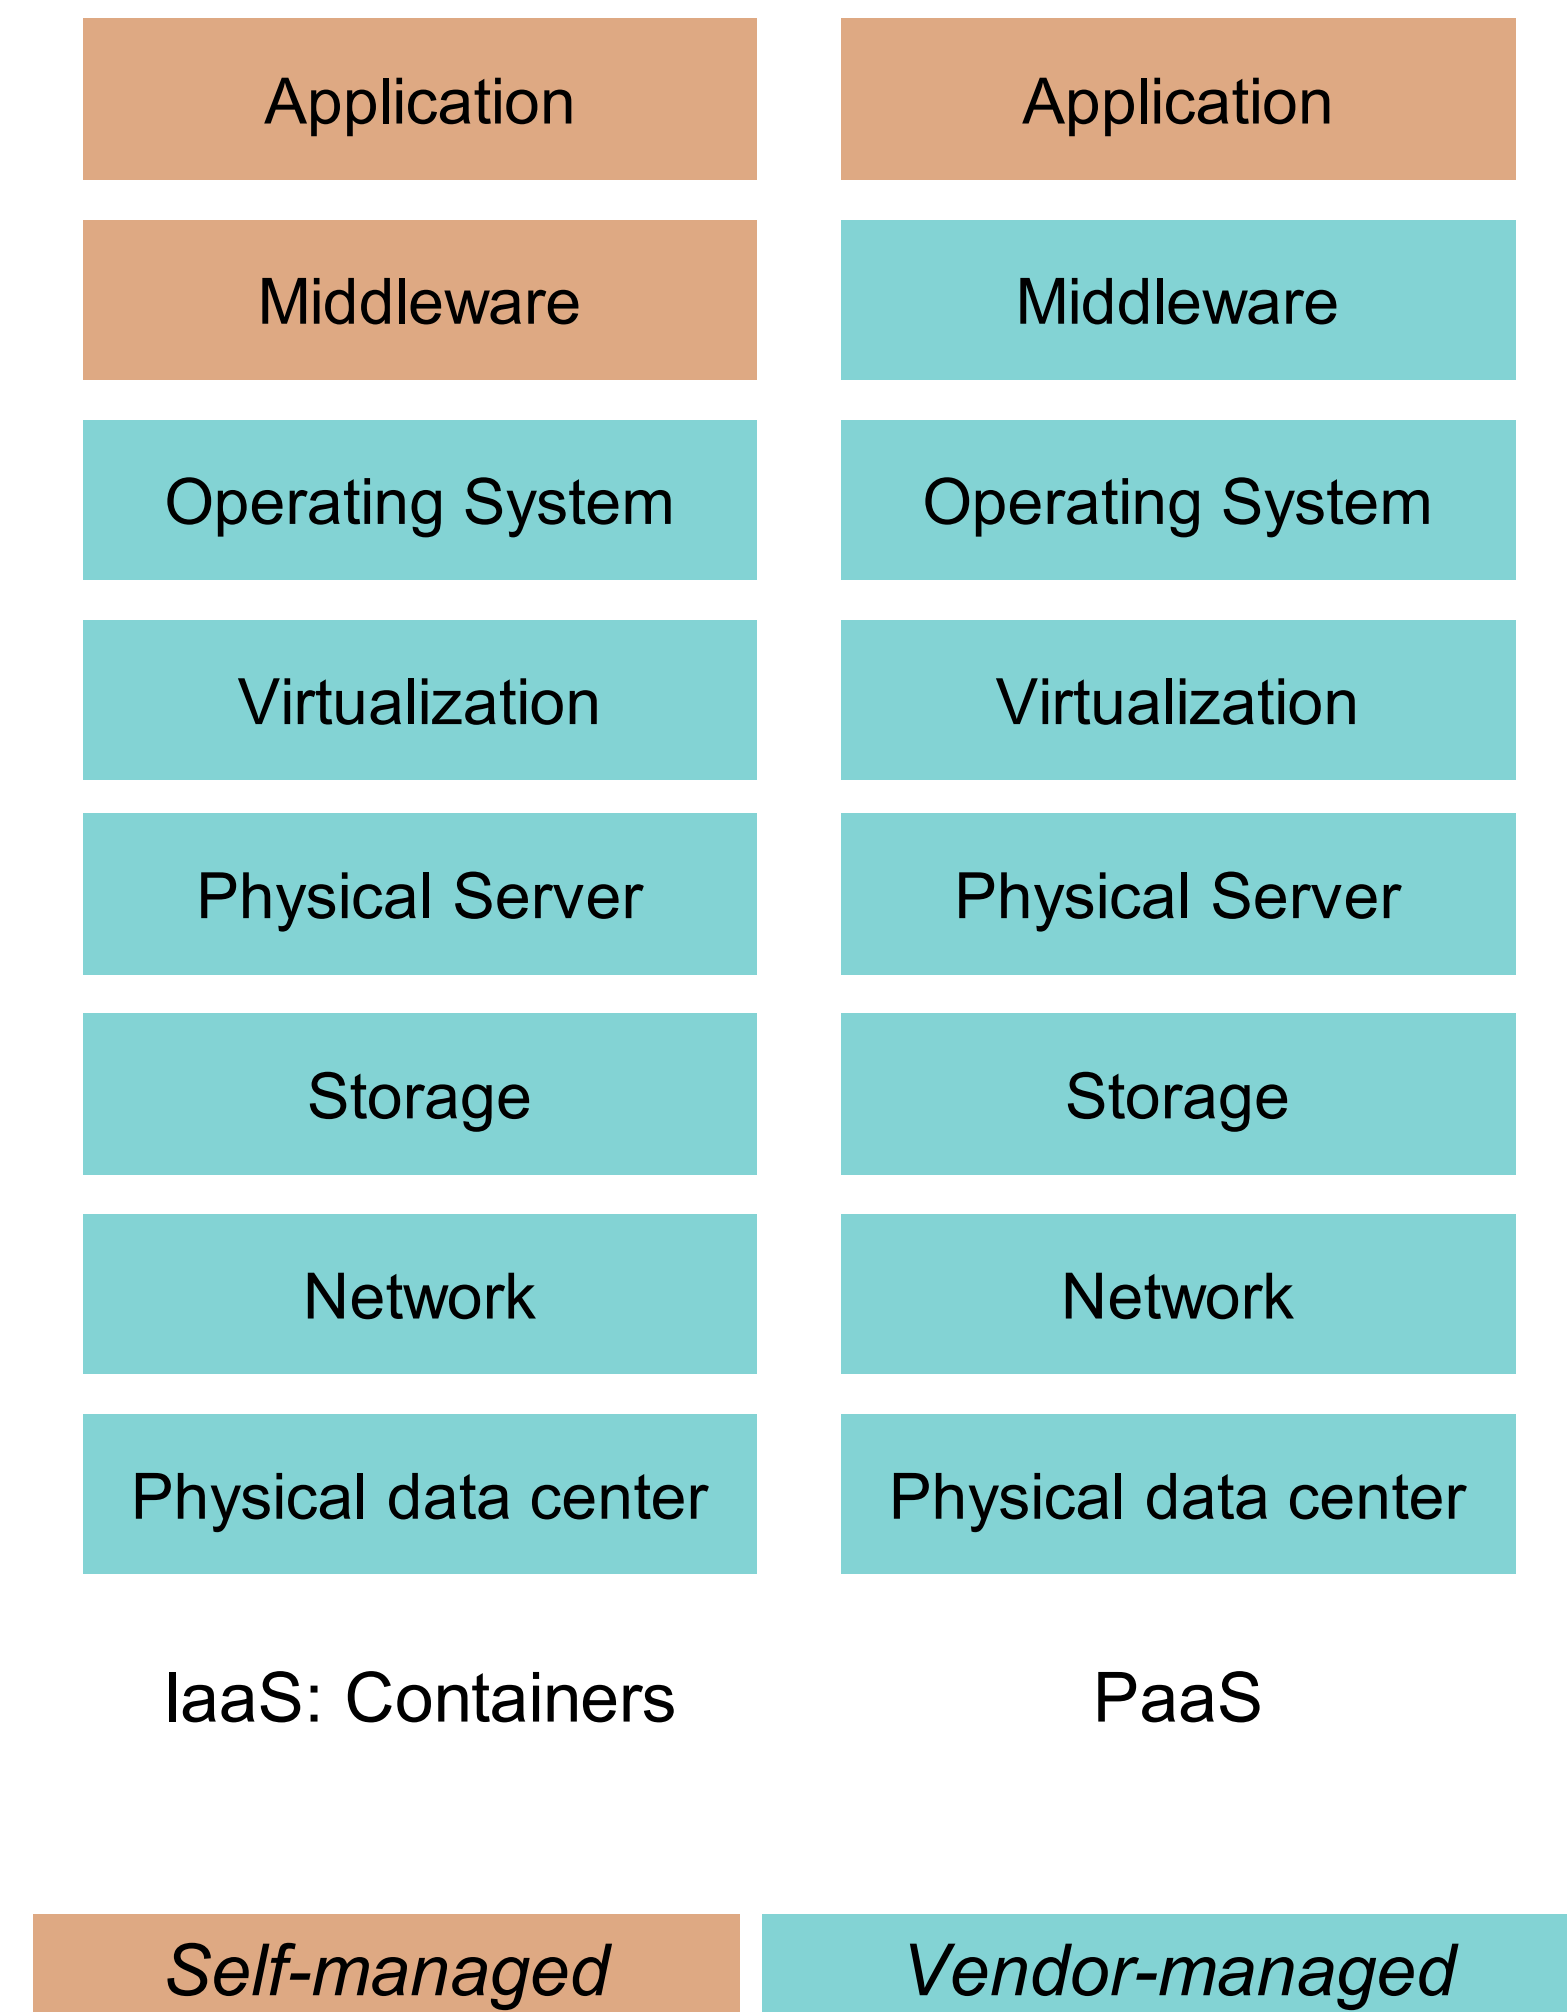 Application
Application
Middleware
Middleware
Operating System
Operating System
Virtualization
Virtualization
Physical Server
Physical Server
Storage
Storage
Network
Network
Physical data center
Physical data center
IaaS: Containers
PaaS
Self-managed
Vendor-managed